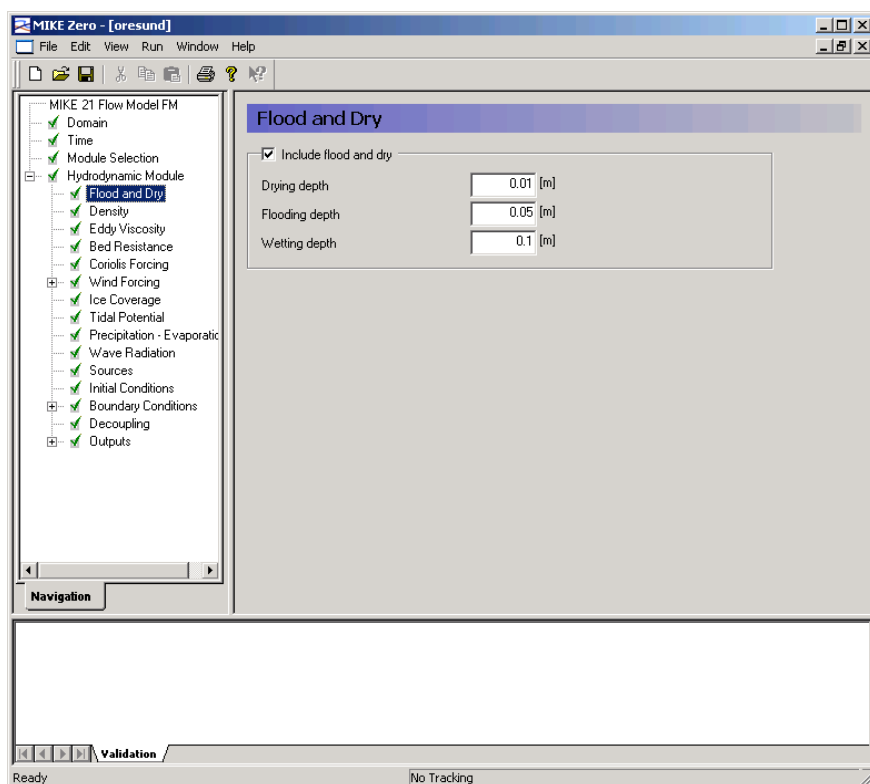 MIKE Zero - [oresund]
File Edit View Run Window Help
MIKE 21 Flow Model FM
Domain
Time
Module Selection
Hydrodynamic Module
Flood and Dry
Density
Eddy Viscosity
Bed Resistance
Coriolis Forcing
Wind Forcing
Ice Coverage
Tidal Potential
Precipitation - Evaporatic
Wave Radiation
Sources
Initial Conditions
Boundary Conditions
Decoupling
Outputs
Navigation
Flood and Dry
Include flood and dry
Drying depth 0.01 [m]
Flooding depth 0.05 [m]
Wetting depth 0.1 [m]
Validation
Ready No Tracking